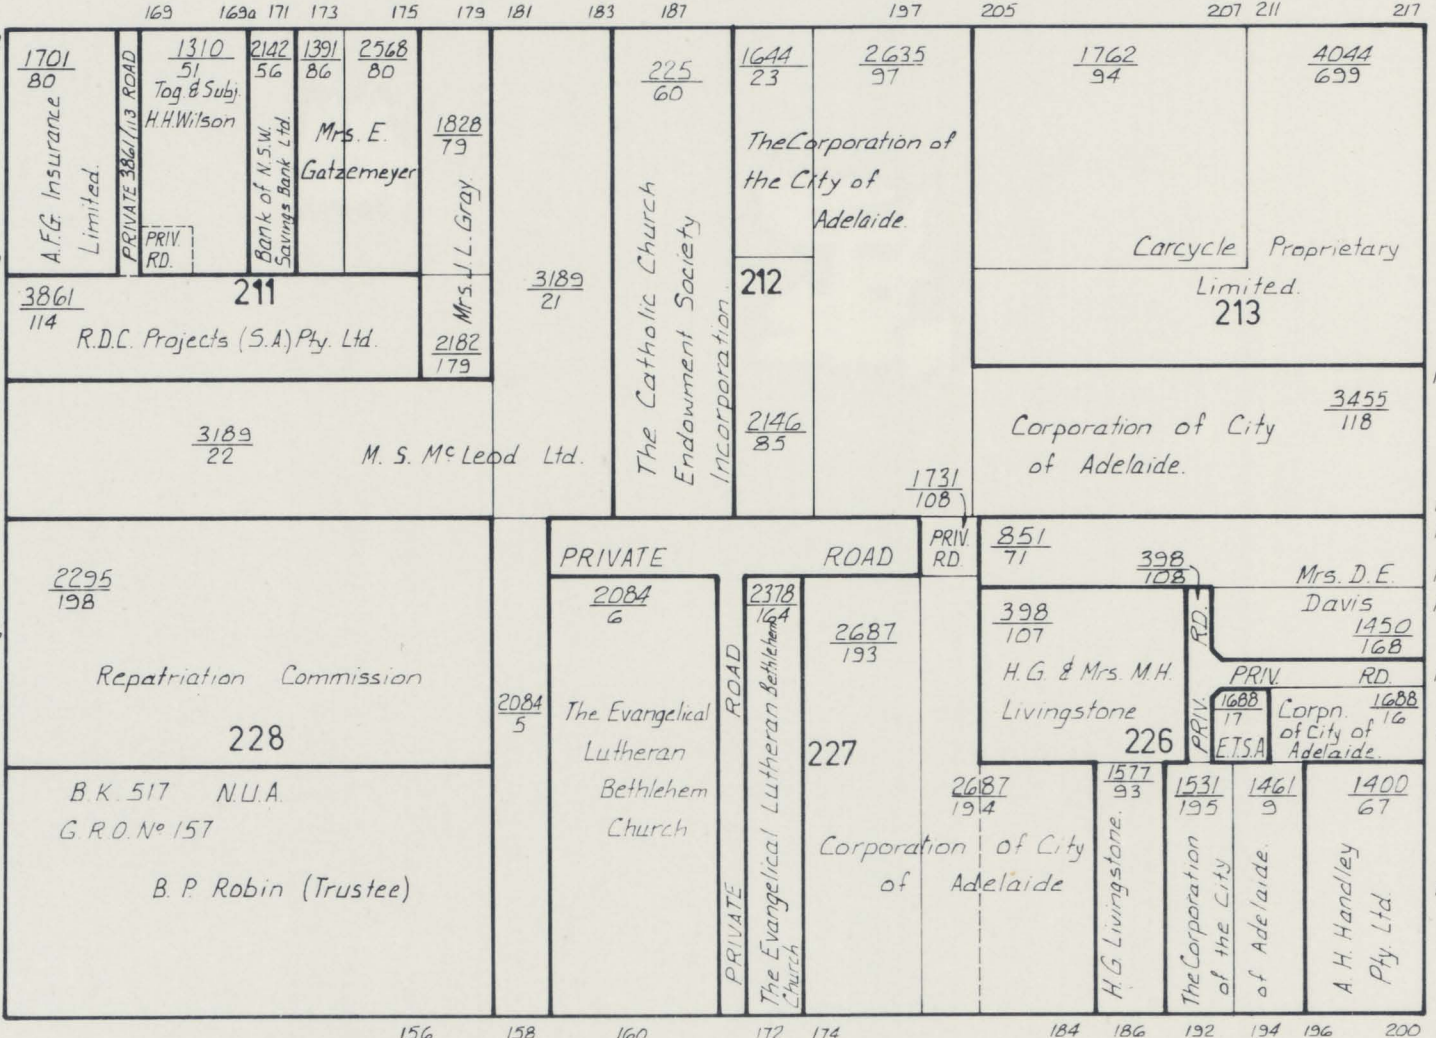 169 169a 171 173 175 179 181 183 187 197 205 207 211 217
1701
80
A.F.G. Insurance
Limited.
PRIVATE 3861/113 ROAD
1310
51
Tog & Subj.
H.H.Wilson
PRIV.
RD.
2142
56
Bank of N.S.W.
Savings Bank Ltd.
1391
86
2568
80
Mrs. E.
Gatzemeyer
1828
79
Mrs. J. L. Gray.
2182
179
211
3861
114
R.D.C. Projects (S.A.) Pty. Ltd.
3189
21
3189
22
M. S. McLeod Ltd.
225
60
The Catholic Church
Endowment Society
Incorporation.
1644
23
2635
97
The Corporation of
the City of
Adelaide.
212
2146
85
1762
94
4044
699
Carcycle Proprietary
Limited.
213
3455
118
Corporation of City
of Adelaide.
1731
108
PRIV.
RD.
PRIVATE ROAD
2295
198
Repatriation Commission
228
B.K. 517 N.U.A.
G.R.O. No 157
B. P. Robin (Trustee)
2084
5
2084
6
The Evangelical
Lutheran
Bethlehem
Church
PRIVATE ROAD
2378
164
The Evangelical Lutheran Bethlehem
Church
2687
193
227
2687
194
Corporation of City
of Adelaide
851
71
398
108
Mrs. D. E.
Davis
1450
168
398
107
H.G. & Mrs. M.H.
Livingstone
226
PRIV. RD.
PRIV. RD.
1688
17
E.T.S.A
1688
16
Corpn.
of City of
Adelaide.
1577
93
H.G. Livingstone.
1531
195
1461
9
The Corporation
of the City
of Adelaide.
1400
67
A. H. Handley
Pty. Ltd.
156 158 160 172 174 184 186 192 194 196 200